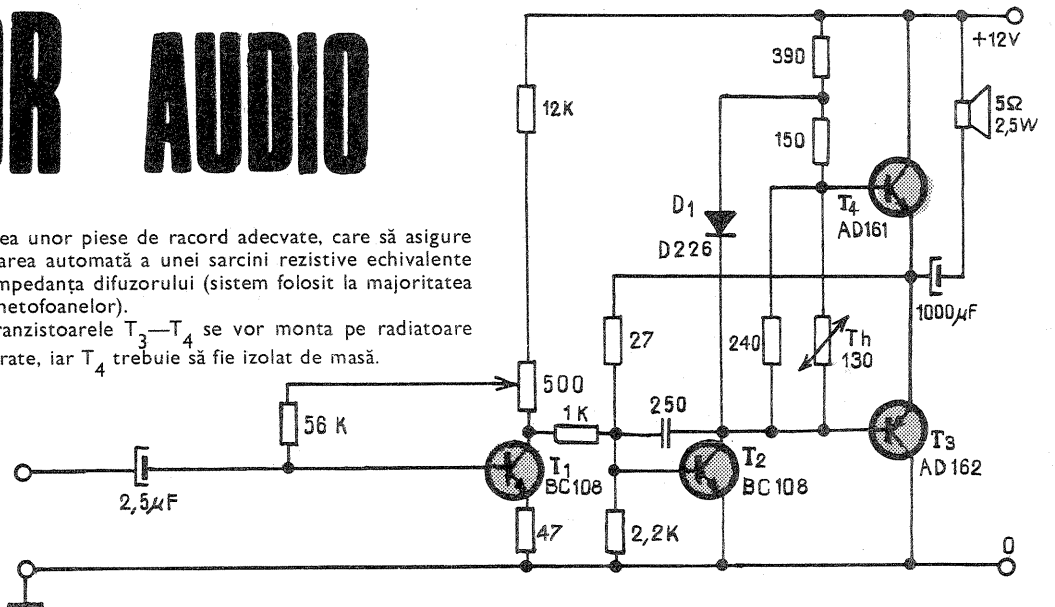 OR AUDIO
ea unor piese de racord adecvate, care să asigure
area automată a unei sarcini rezistive echivalente
mpedanța difuzorului (sistem folosit la majoritatea
netofoanelor).
ranzistoarele T3—T4 se vor monta pe radiatoare
rate, iar T4 trebuie să fie izolat de masă.
+12V
390
12K
5Ω
2,5W
150
D1
D226
T4
AD161
1000µF
27
240
Th
130
500
1K
250
56 K
T1
BC108
T2
BC108
T3
AD162
2,5µF
47
2,2K
0